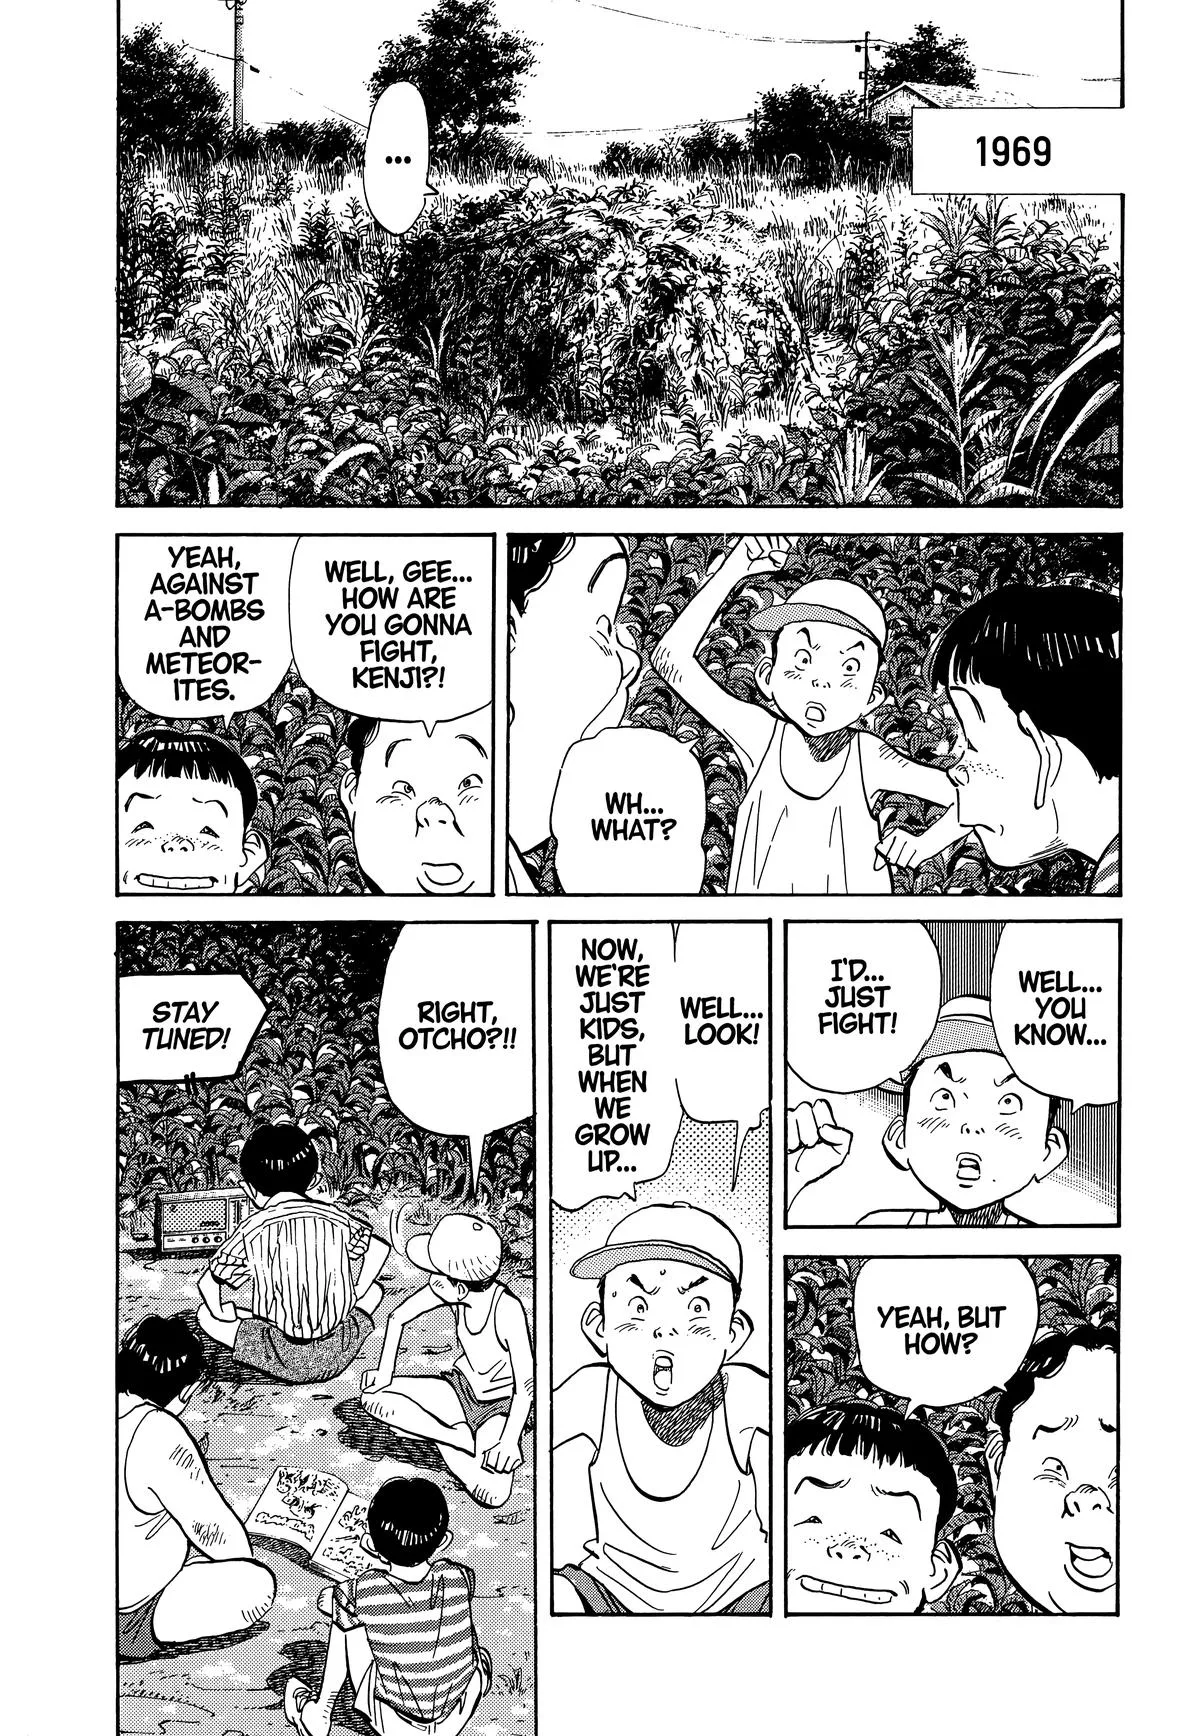 1969
...
WH...
WHAT?
WELL, GEE...
HOW ARE
YOU GONNA
FIGHT,
KENJI?!
YEAH,
AGAINST
A-BOMBS
AND
METEOR-
ITES.
WELL...
YOU
KNOW...
I'D...
JUST
FIGHT!
YEAH, BUT
HOW?
WELL...
LOOK!
NOW,
WE'RE
JUST
KIDS,
BUT
WHEN
WE
GROW
UP...
RIGHT,
OTCHO?!!
STAY
TUNED!